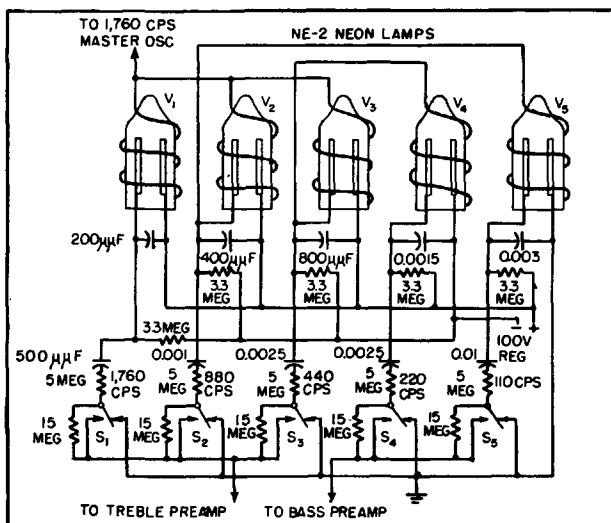 TO 1,760 CPS
MASTER OSC
NE-2 NEON LAMPS
V1
V2
V3
V4
V5
200μμF
400μμF
800μμF
0.0015
0.003
3.3
MEG
3.3
MEG
3.3
MEG
3.3
MEG
3.3MEG
100V
REG
- +
500μμF
0.001
0.0025
0.0025
0.01
5MEG
1,760
CPS
5
MEG
880
CPS
5
MEG
440
CPS
5
MEG
220
CPS
5
MEG
110CPS
15
MEG
S1
15
MEG
S2
15
MEG
S3
15
MEG
S4
15
MEG
S5
TO TREBLE PREAMP
TO BASS PREAMP